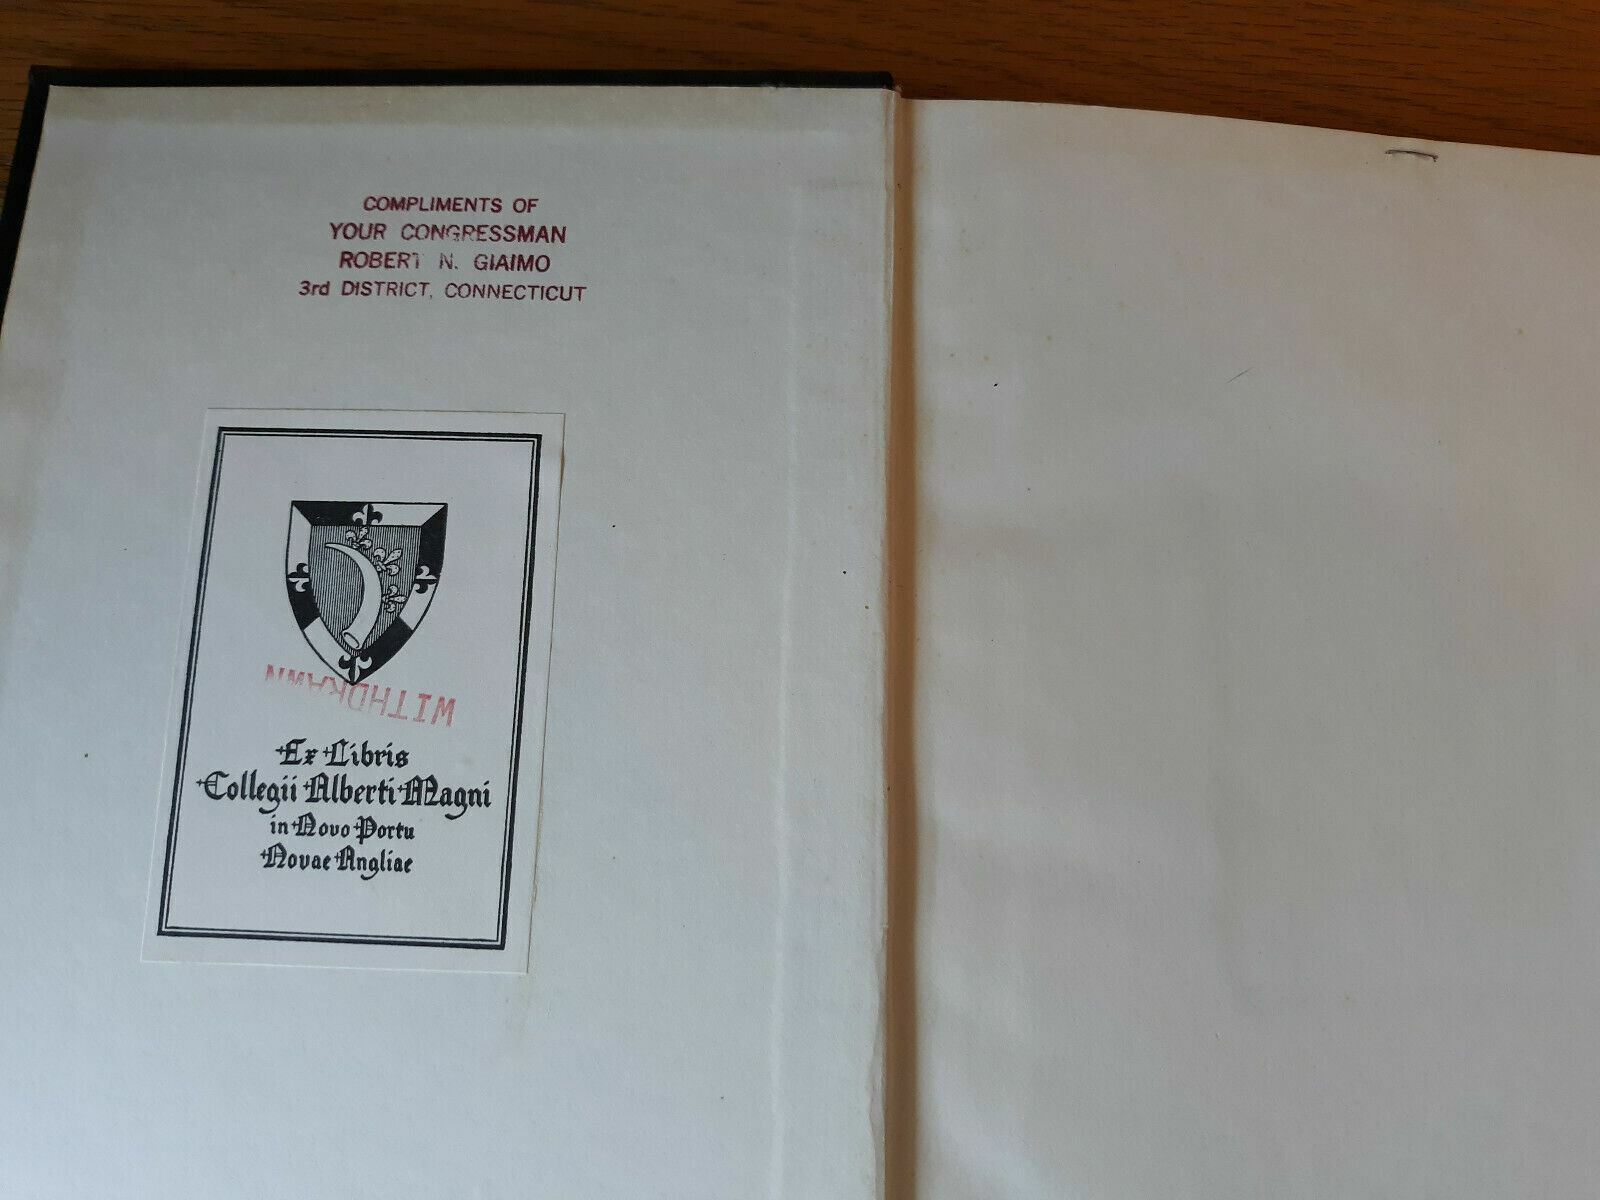 COMPLIMENTS OF
YOUR CONGRESSMAN
ROBERT N. GIAIMO
3rd DISTRICT, CONNECTICUT
WITHDRAWN
Ex Libris
Collegii Alberti Magni
in Novo Portu
Novae Angliae